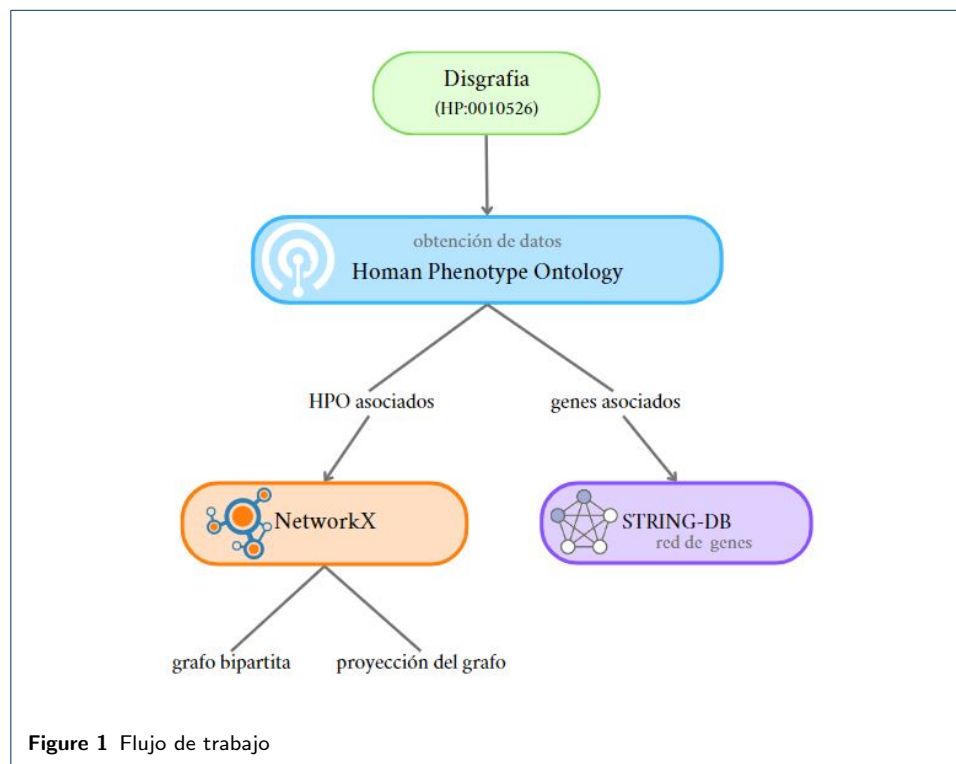 Disgrafia
(HP:0010526)
obtención de datos
Homan Phenotype Ontology
HPO asociados
genes asociados
NetworkX
STRING-DB
red de genes
grafo bipartita
proyección del grafo
Figure 1 Flujo de trabajo